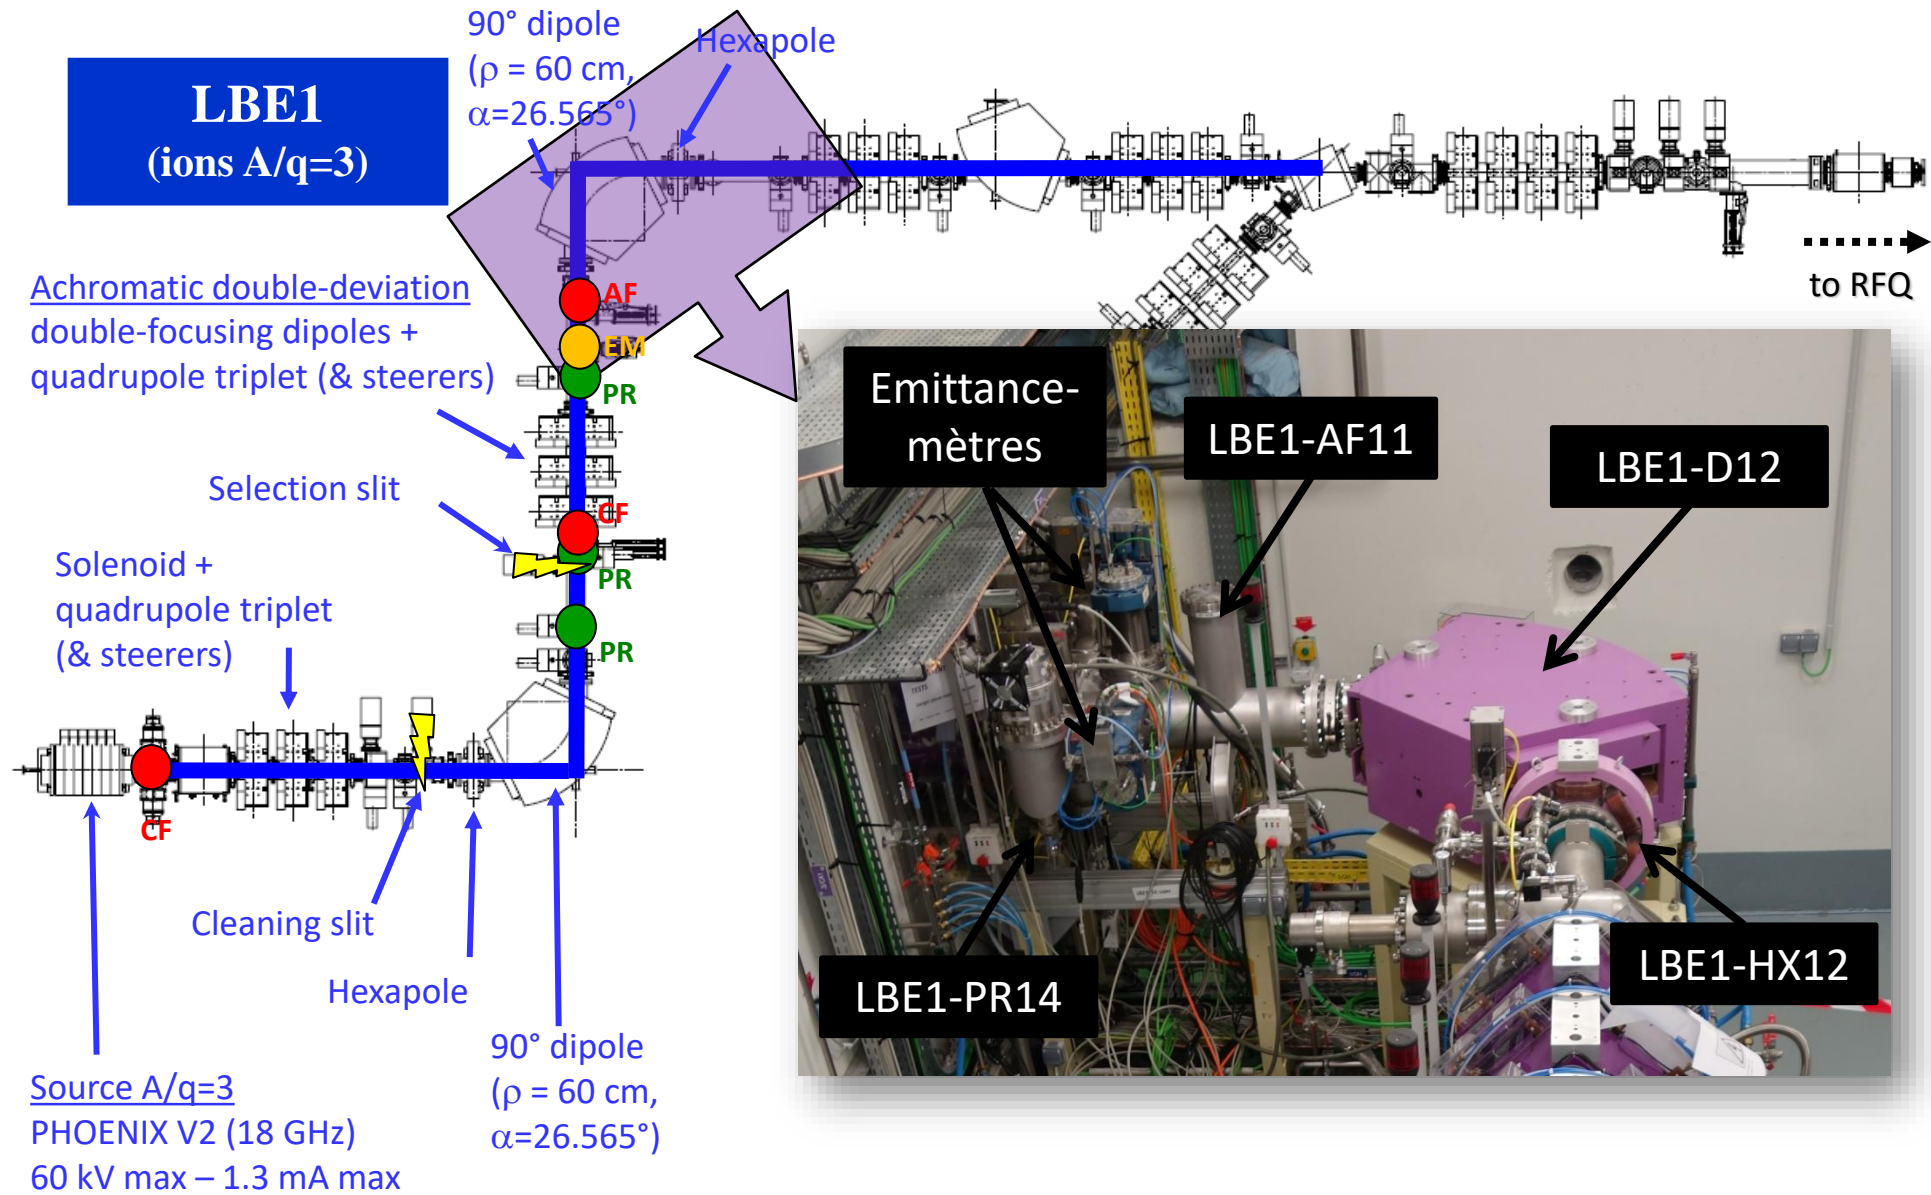 LBE1
(ions A/q=3)
90° dipole
(ρ = 60 cm,
α=26.565°)
Hexapole
to RFQ
Achromatic double-deviation
double-focusing dipoles +
quadrupole triplet (& steerers)
AF
EM
PR
Selection slit
CF
PR
Solenoid +
quadrupole triplet
(& steerers)
PR
CF
Cleaning slit
Hexapole
90° dipole
(ρ = 60 cm,
α=26.565°)
Source A/q=3
PHOENIX V2 (18 GHz)
60 kV max – 1.3 mA max
Emittance-
mètres
LBE1-AF11
LBE1-D12
LBE1-PR14
LBE1-HX12
TESTS